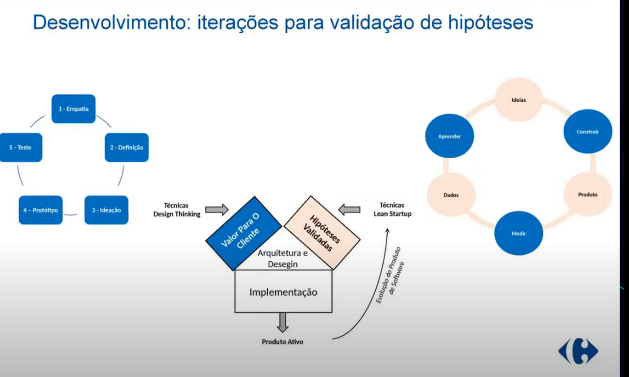 Desenvolvimento: iterações para validação de hipóteses
1 - Empatia
2 - Definição
3 - Ideação
4 – Protótipo
5 - Teste
Técnicas
Design Thinking
Valor Para O
Cliente
Hipóteses
Validadas
Técnicas
Lean Startup
Arquitetura e
Desegin
Implementação
Produto Ativo
Evolução do Produto
de Software
Ideias
Construir
Produto
Medir
Dados
Aprender